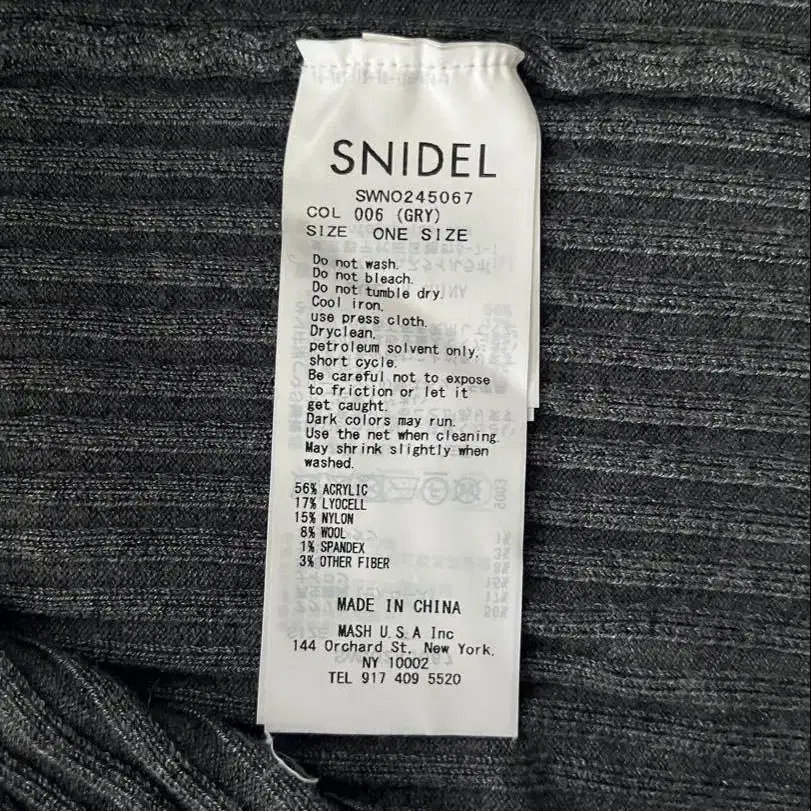 SNIDEL
SWNO245067
COL 006 (GRY)
SIZE ONE SIZE
Do not wash.
Do not bleach.
Do not tumble dry.
Cool iron,
use press cloth.
Dryclean,
petroleum solvent only,
short cycle.
Be careful not to expose
to friction or let it
get caught.
Dark colors may run.
Use the net when cleaning.
May shrink slightly when
washed.
56% ACRYLIC
17% LYOCELL
15% NYLON
8% WOOL
1% SPANDEX
3% OTHER FIBER
MADE IN CHINA
MASH U.S.A Inc
144 Orchard St, New York.
NY 10002
TEL 917 409 5520